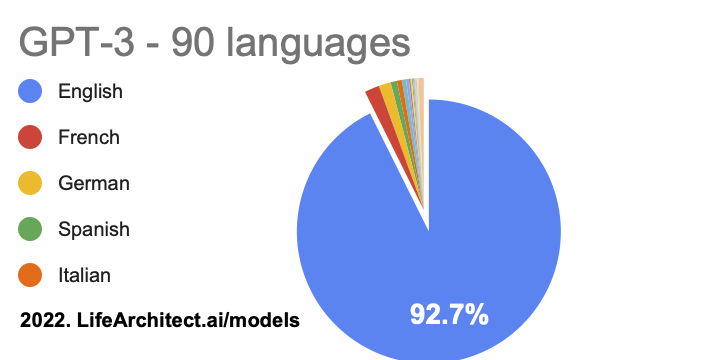 GPT-3 - 90 languages
English
French
German
Spanish
Italian
2022. LifeArchitect.ai/models
92.7%